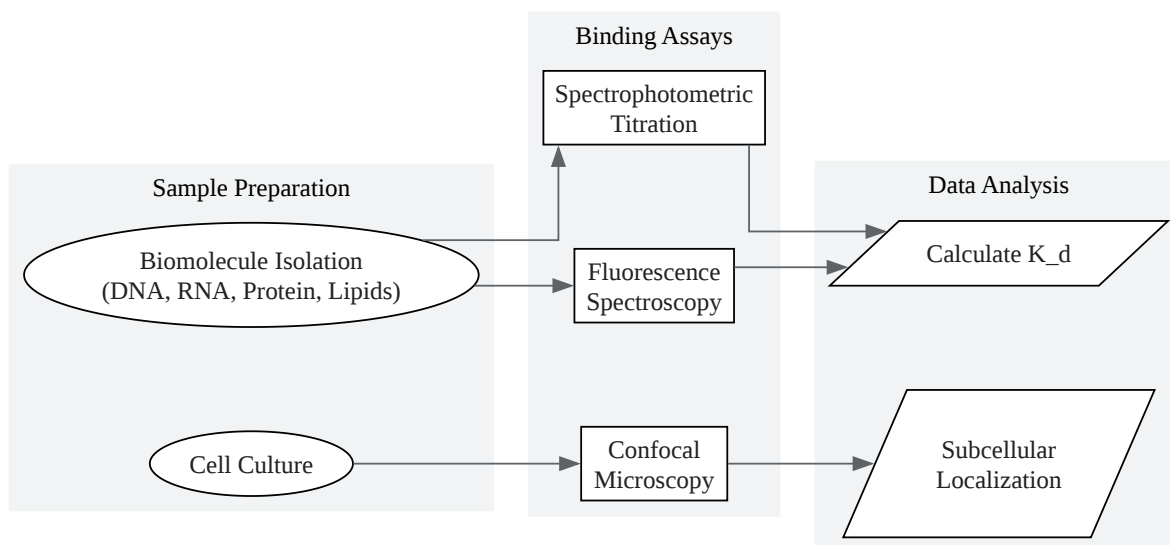 Sample Preparation
Biomolecule Isolation
(DNA, RNA, Protein, Lipids)
Cell Culture
Binding Assays
Spectrophotometric
Titration
Fluorescence
Spectroscopy
Confocal
Microscopy
Data Analysis
Calculate K_d
Subcellular
Localization